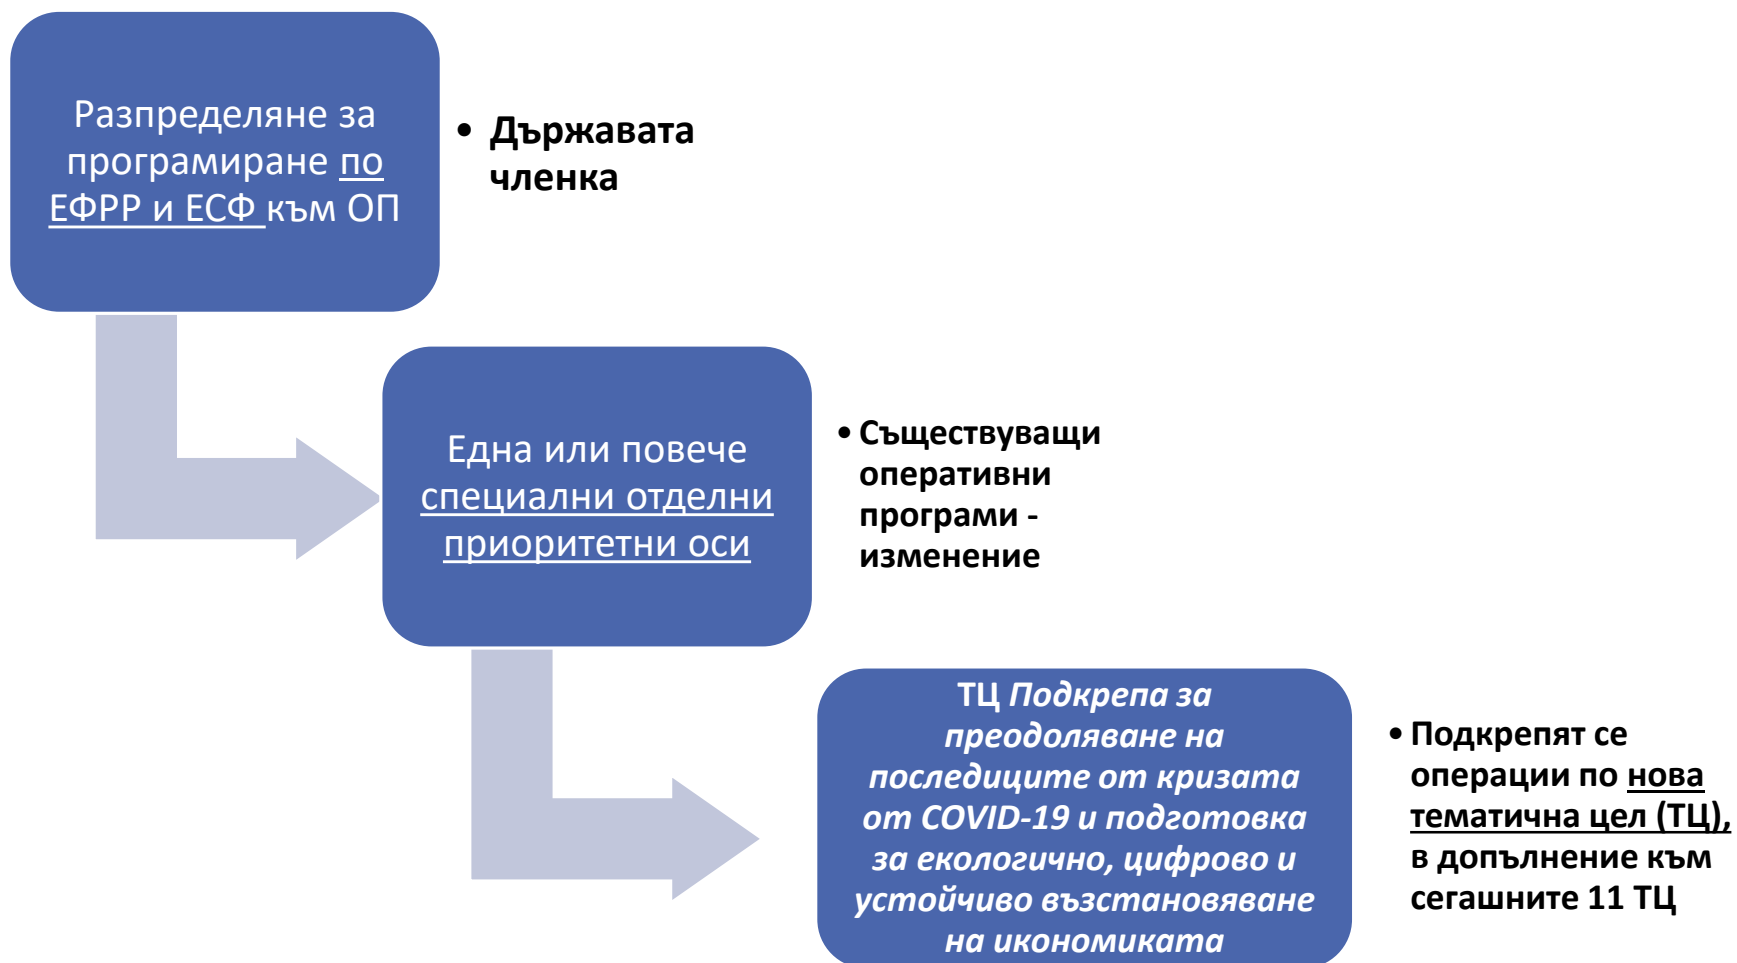 Разпределяне за
програмиране по
ЕФРР и ЕСФ към ОП
• Държавата
членка
Една или повече
специални отделни
приоритетни оси
• Съществуващи
оперативни
програми -
изменение
ТЦ Подкрепа за
преодоляване на
последиците от кризата
от COVID-19 и подготовка
за екологично, цифрово и
устойчиво възстановяване
на икономиката
• Подкрепят се
операции по нова
тематична цел (ТЦ),
в допълнение към
сегашните 11 ТЦ